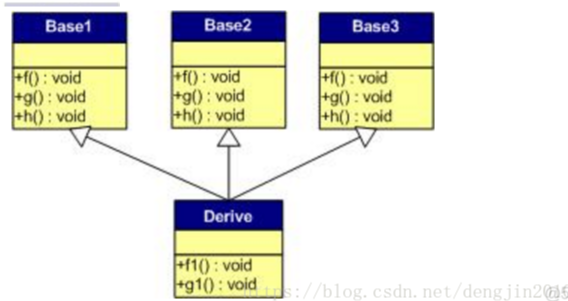 Base1
+f() : void
+g() : void
+h() : void
Base2
+f() : void
+g() : void
+h() : void
Base3
+f() : void
+g() : void
+h() : void
Derive
+f1() : void
+g1() : void
https://blog.csdn.net/dengjin20